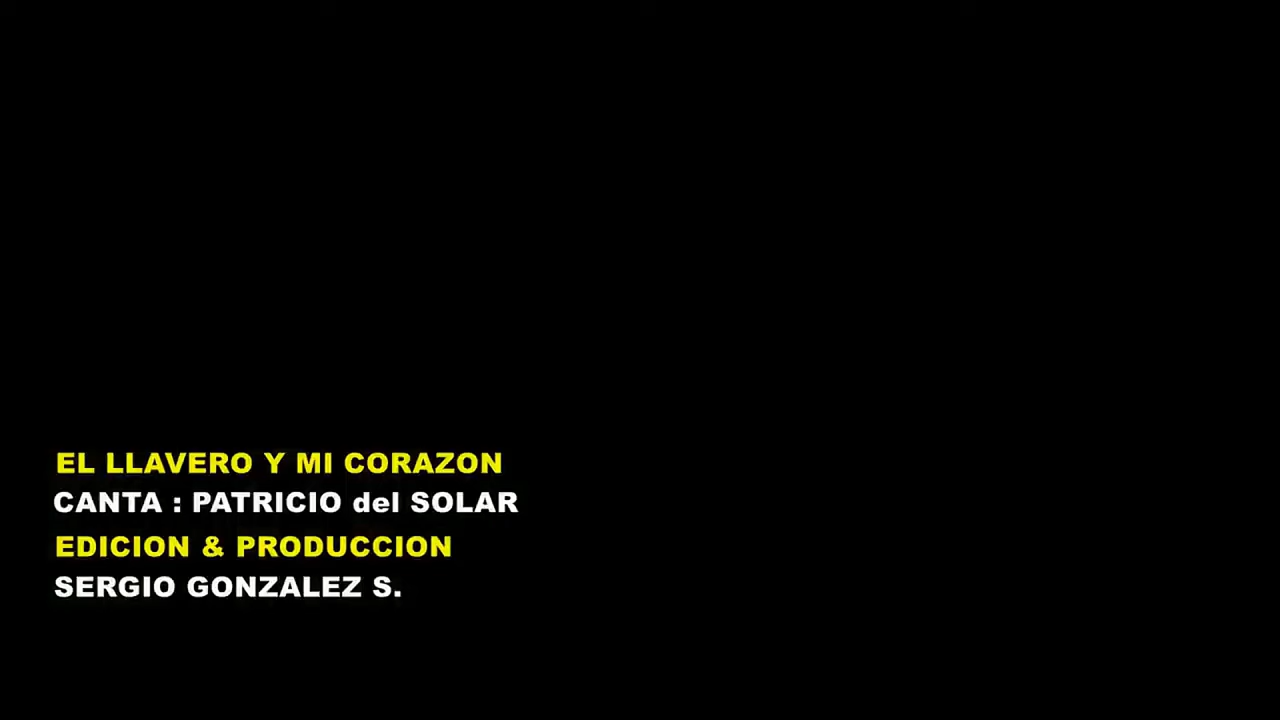 EL LLAVERO Y MI CORAZON
CANTA : PATRICIO del SOLAR
EDICION & PRODUCCION
SERGIO GONZALEZ S.